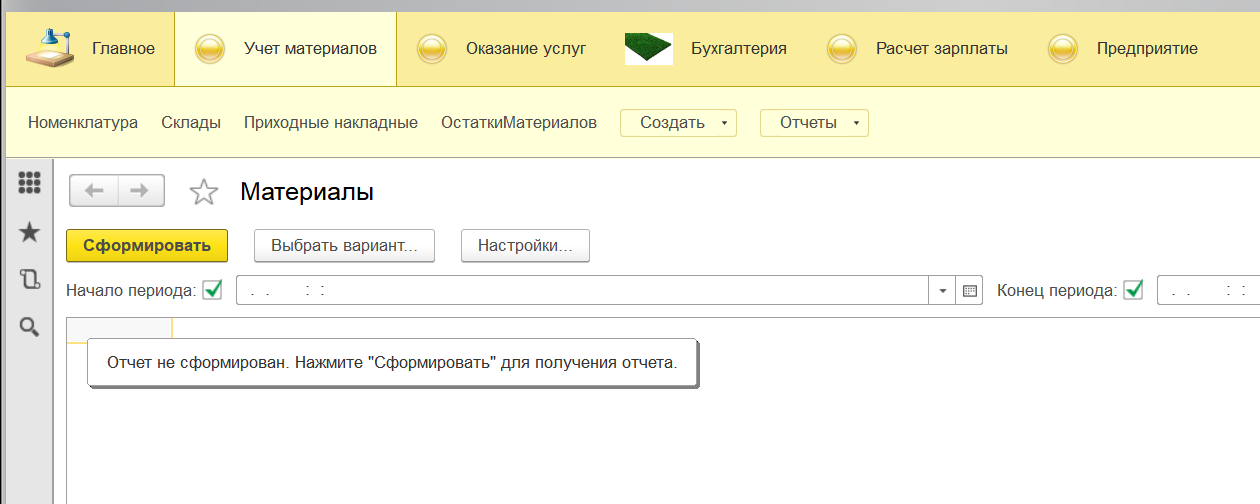 Главное Учет материалов Оказание услуг Бухгалтерия Расчет зарплаты Предприятие
Номенклатура Склады Приходные накладные ОстаткиМатериалов Создать Отчеты
Материалы
Сформировать Выбрать вариант... Настройки...
Начало периода: . . : : Конец периода: . . : :
Отчет не сформирован. Нажмите "Сформировать" для получения отчета.